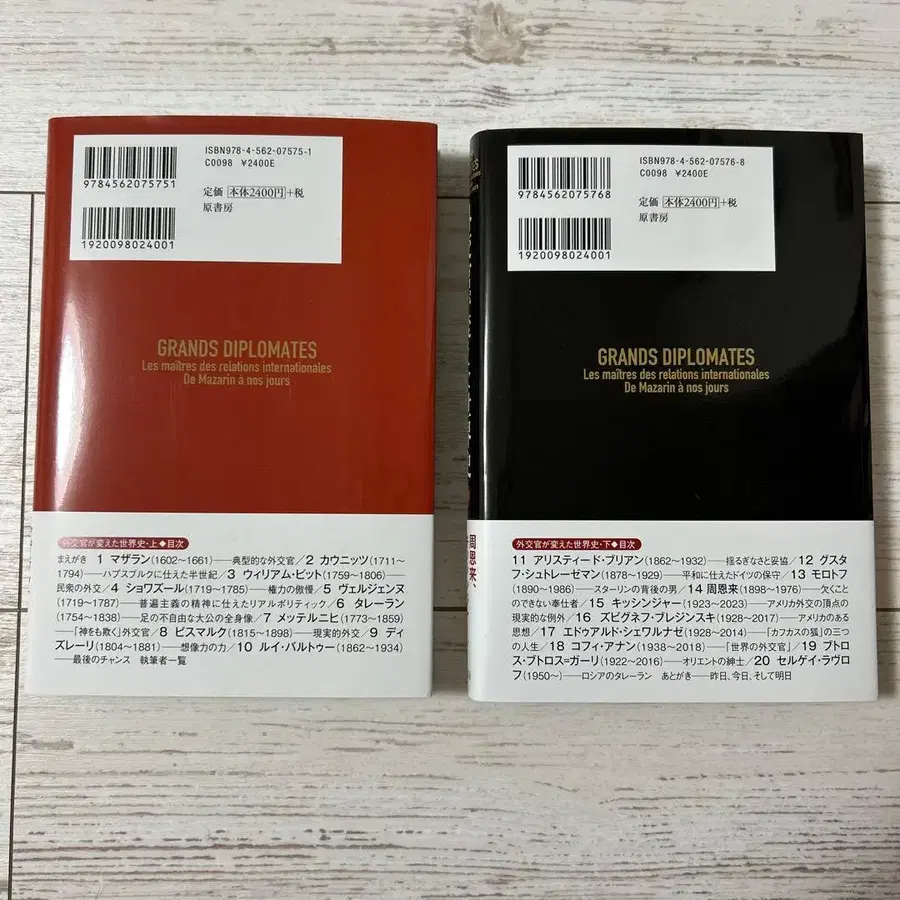 ISBN978-4-562-07575-1
C0098 ¥2400E
9784562075751
定価 本体2400円+税
原書房
1920098024001
GRANDS DIPLOMATES
Les maîtres des relations internationales
De Mazarin à nos jours
外交官が変えた世界史・上◆目次
まえがき 1 マザラン(1602〜1661)──典型的な外交官/2 カウニッツ(1711〜
1794)──ハプスブルクに仕えた半世紀/3 ウィリアム・ピット(1759〜1806)──
民衆の外交/4 ショワズール(1719〜1785)──権力の傲慢/5 ヴェルジェンヌ
(1719〜1787)──普遍主義の精神に仕えたリアルポリティック/6 タレーラン
(1754〜1838)──足の不自由な大公の全身像/7 メッテルニヒ(1773〜1859)
──「神をも欺く」外交官/8 ビスマルク(1815〜1898)──現実的外交/9 ディ
ズレーリ(1804〜1881)──想像力の力/10 ルイ・バルトゥー(1862〜1934)
──最後のチャンス 執筆者一覧
ISBN978-4-562-07576-8
C0098 ¥2400E
9784562075768
定価 本体2400円+税
原書房
1920098024001
GRANDS DIPLOMATES
Les maîtres des relations internationales
De Mazarin à nos jours
周恩来、
外交官が変えた世界史・下◆目次
11 アリスティード・ブリアン(1862〜1932)──揺るぎなさと妥協/12 グスタ
フ・シュトレーゼマン(1878〜1929)──平和に仕えたドイツの保守/13 モロトフ
(1890〜1986)──スターリンの背後の男/14 周恩来(1898〜1976)──欠くこと
のできない奉仕者/15 キッシンジャー(1923〜2023)──アメリカ外交の頂点の
現実的な例外/16 ズビグネフ・ブレジンスキ(1928〜2017)──アメリカのある
思想/17 エドゥアルド・シェワルナゼ(1928〜2014)──「カフカスの狐」の三つ
の人生/18 コフィ・アナン(1938〜2018)──「世界の外交官」/19 ブトロ
ス・ブトロス=ガーリ(1922〜2016)──オリエントの紳士/20 セルゲイ・ラヴロ
フ(1950〜)──ロシアのタレーラン あとがき──昨日、今日、そして明日